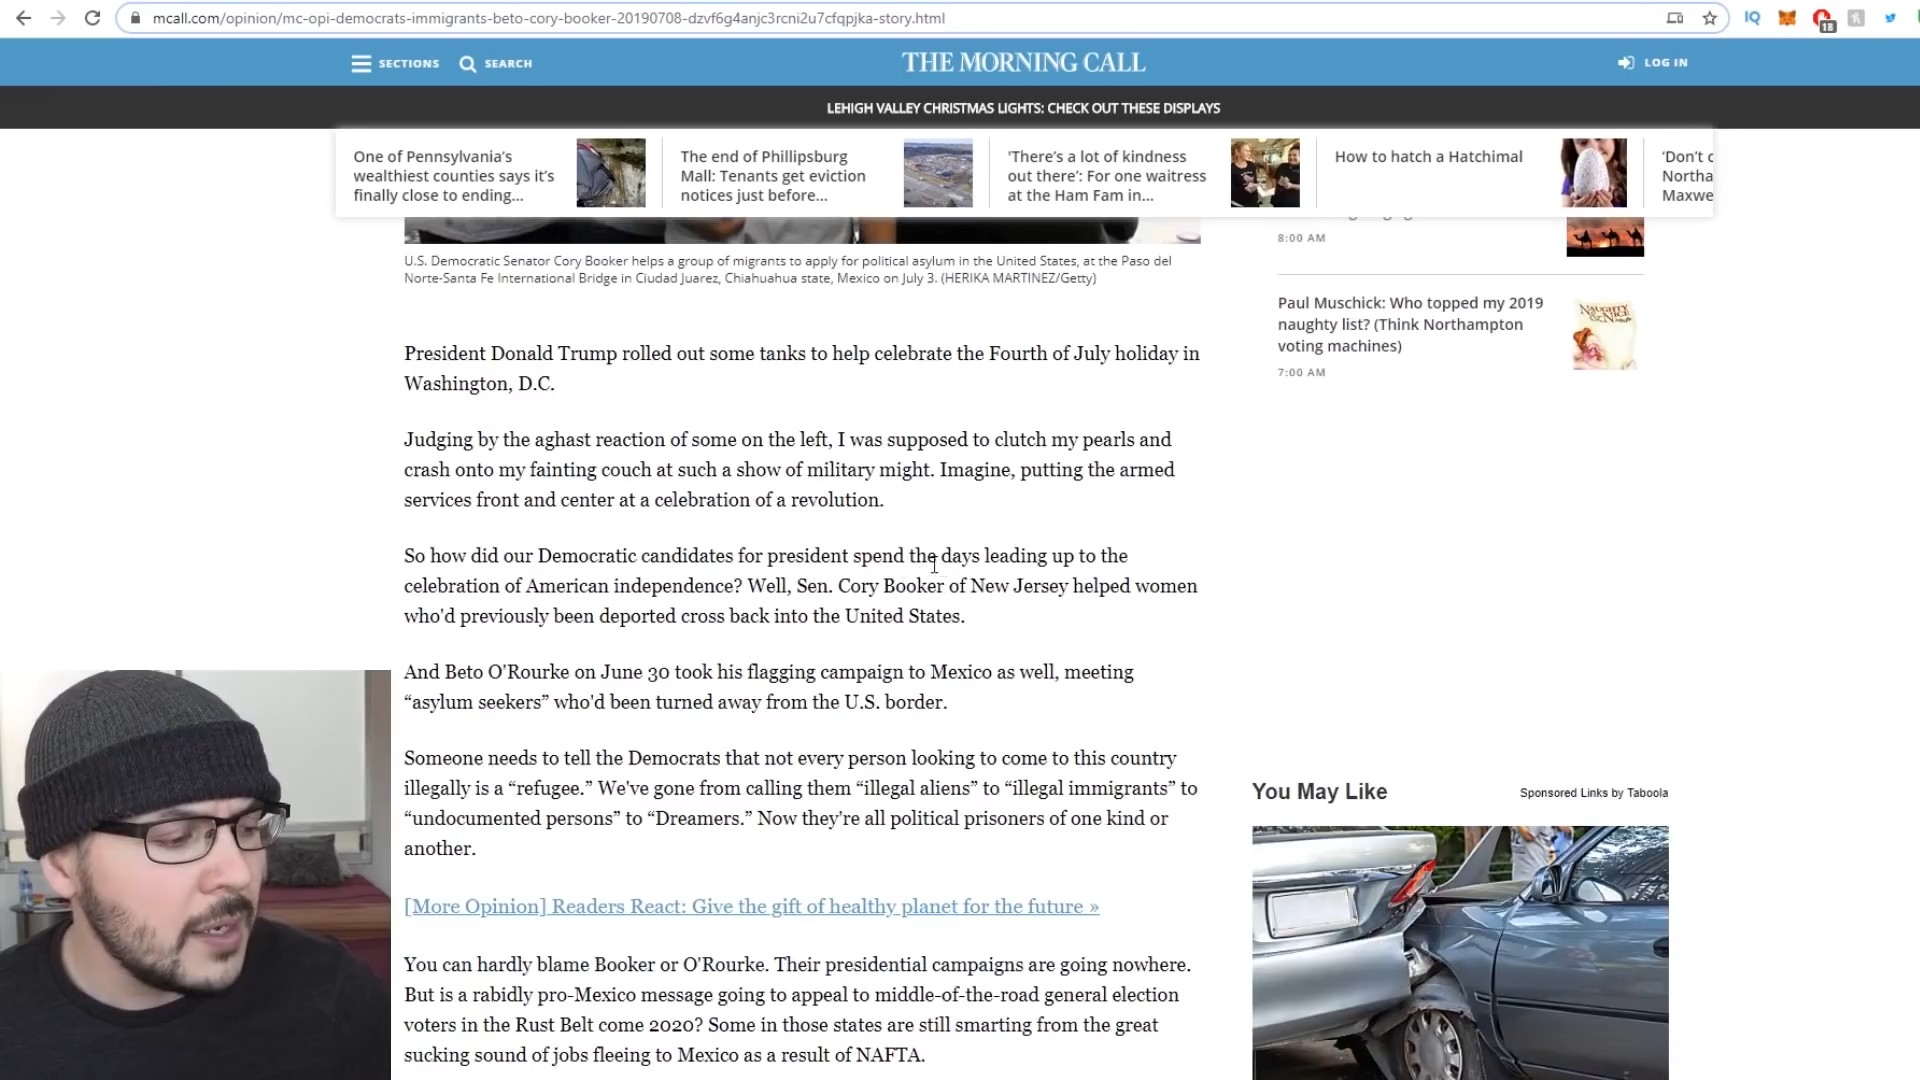 mcall.com/opinion/mc-opi-democrats-immigrants-beto-cory-booker-20190708-dzvf6g4anjc3rcni2u7cfqpjka-story.html
IQ
18
SECTIONS
SEARCH
THE MORNING CALL
LOG IN
LEHIGH VALLEY CHRISTMAS LIGHTS: CHECK OUT THESE DISPLAYS
One of Pennsylvania's
wealthiest counties says it's
finally close to ending...
The end of Phillipsburg
Mall: Tenants get eviction
notices just before...
'There's a lot of kindness
out there': For one waitress
at the Ham Fam in...
How to hatch a Hatchimal
'Don't c
Northa
Maxwe
8:00 AM
U.S. Democratic Senator Cory Booker helps a group of migrants to apply for political asylum in the United States, at the Paso del
Norte-Santa Fe International Bridge in Ciudad Juarez, Chiahuahua state, Mexico on July 3. (HERIKA MARTINEZ/Getty)
Paul Muschick: Who topped my 2019
naughty list? (Think Northampton
voting machines)
7:00 AM
NAUGHTY
NICE
President Donald Trump rolled out some tanks to help celebrate the Fourth of July holiday in
Washington, D.C.
Judging by the aghast reaction of some on the left, I was supposed to clutch my pearls and
crash onto my fainting couch at such a show of military might. Imagine, putting the armed
services front and center at a celebration of a revolution.
So how did our Democratic candidates for president spend the days leading up to the
celebration of American independence? Well, Sen. Cory Booker of New Jersey helped women
who'd previously been deported cross back into the United States.
And Beto O'Rourke on June 30 took his flagging campaign to Mexico as well, meeting
“asylum seekers” who'd been turned away from the U.S. border.
Someone needs to tell the Democrats that not every person looking to come to this country
illegally is a “refugee.” We've gone from calling them “illegal aliens” to “illegal immigrants” to
“undocumented persons” to “Dreamers.” Now they're all political prisoners of one kind or
another.
[More Opinion] Readers React: Give the gift of healthy planet for the future »
You can hardly blame Booker or O'Rourke. Their presidential campaigns are going nowhere.
But is a rabidly pro-Mexico message going to appeal to middle-of-the-road general election
voters in the Rust Belt come 2020? Some in those states are still smarting from the great
sucking sound of jobs fleeing to Mexico as a result of NAFTA.
You May Like
Sponsored Links by Taboola